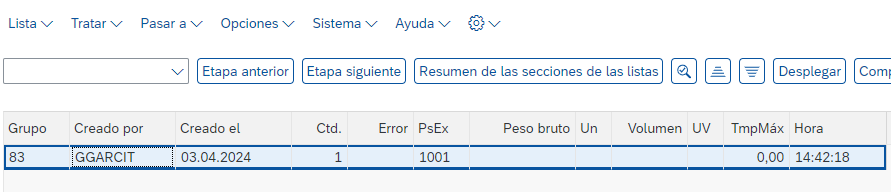 Lista Tratar Pasar a Opciones Sistema Ayuda
Etapa anterior Etapa siguiente Resumen de las secciones de las listas Desplegar Comp
Grupo Creado por Creado el Ctd. Error PsEx Peso bruto Un Volumen UV TmpMáx Hora
83 GGARCIT 03.04.2024 1 1001 0,00 14:42:18